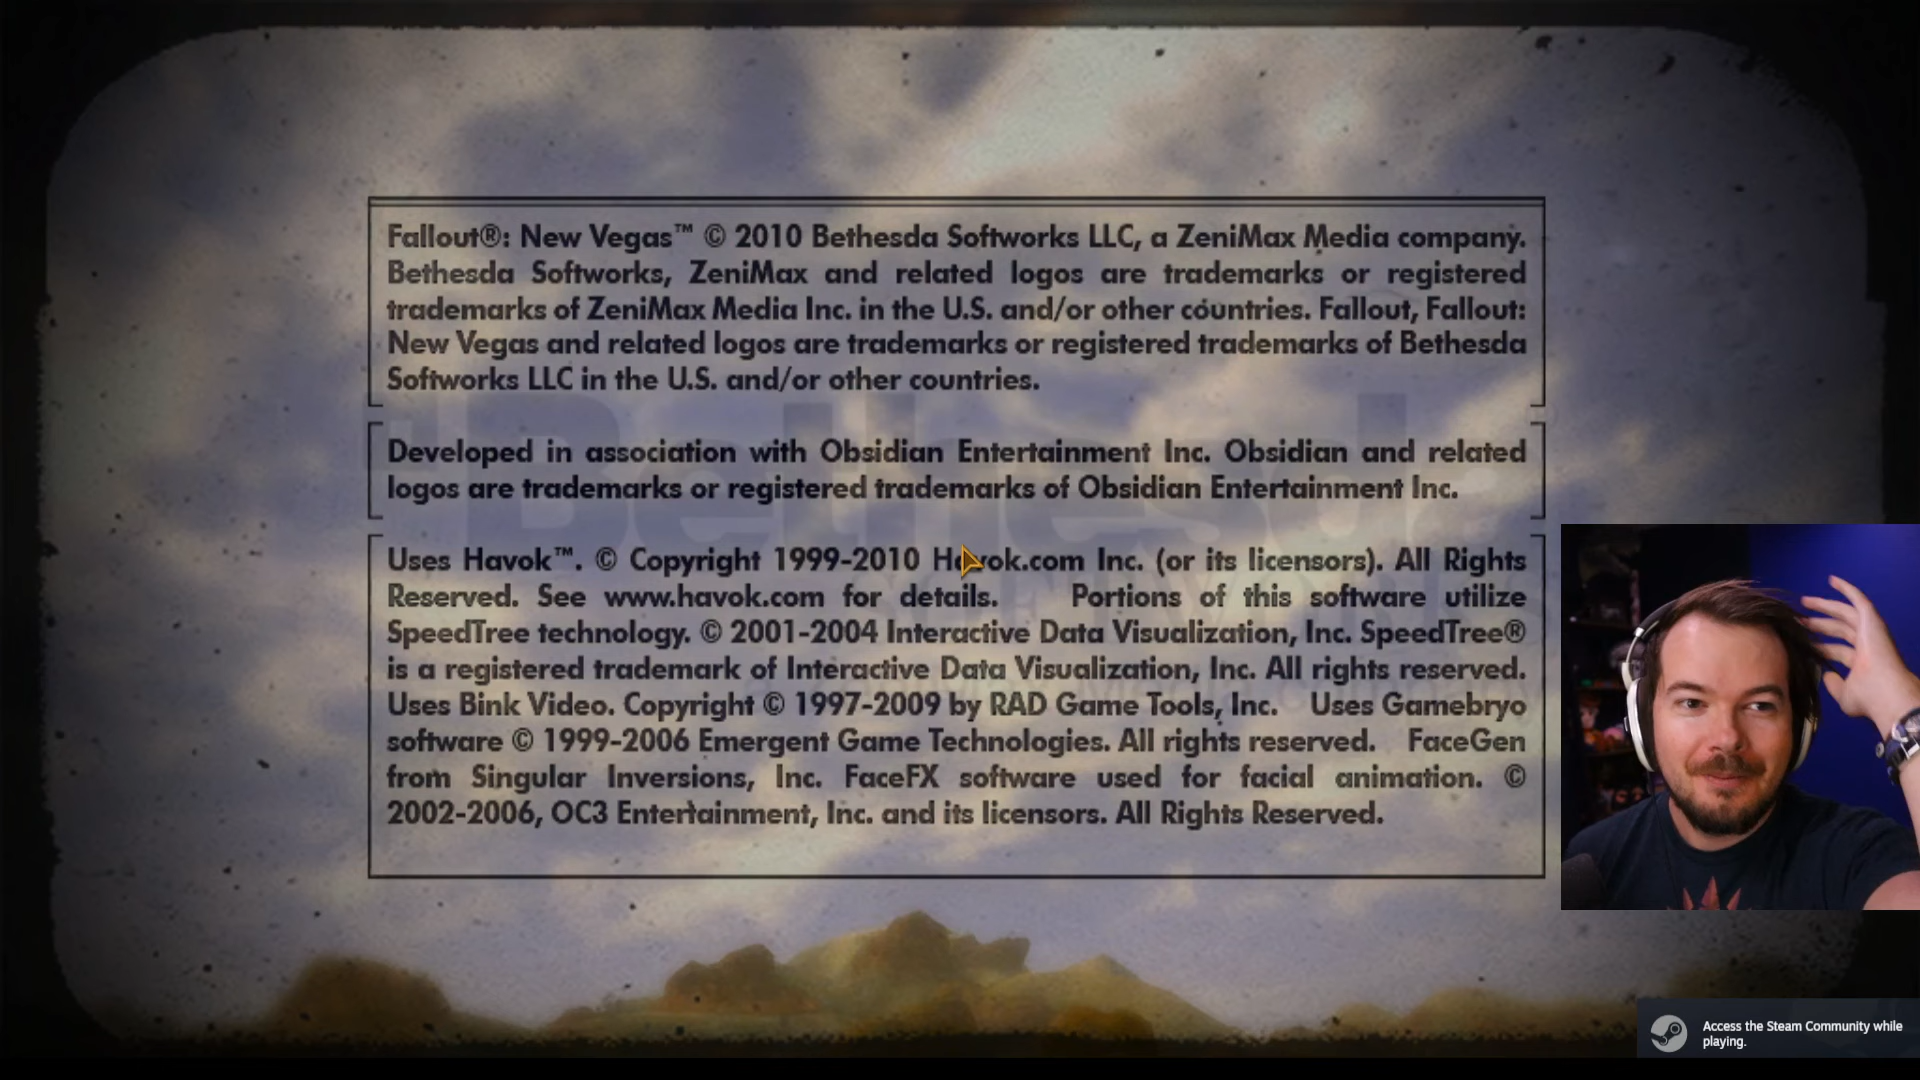 Fallout®: New Vegas™ © 2010 Bethesda Softworks LLC, a ZeniMax Media company.
Bethesda Softworks, ZeniMax and related logos are trademarks or registered
trademarks of ZeniMax Media Inc. in the U.S. and/or other countries. Fallout, Fallout:
New Vegas and related logos are trademarks or registered trademarks of Bethesda
Softworks LLC in the U.S. and/or other countries.
Developed in association with Obsidian Entertainment Inc. Obsidian and related
logos are trademarks or registered trademarks of Obsidian Entertainment Inc.
Uses Havok™. © Copyright 1999-2010 Havok.com Inc. (or its licensors). All Rights
Reserved. See www.havok.com for details. Portions of this software utilize
SpeedTree technology. © 2001-2004 Interactive Data Visualization, Inc. SpeedTree®
is a registered trademark of Interactive Data Visualization, Inc. All rights reserved.
Uses Bink Video. Copyright © 1997-2009 by RAD Game Tools, Inc. Uses Gamebryo
software © 1999-2006 Emergent Game Technologies. All rights reserved. FaceGen
from Singular Inversions, Inc. FaceFX software used for facial animation. ©
2002-2006, OC3 Entertainment, Inc. and its licensors. All Rights Reserved.
Bethesda
Access the Steam Community while
playing.